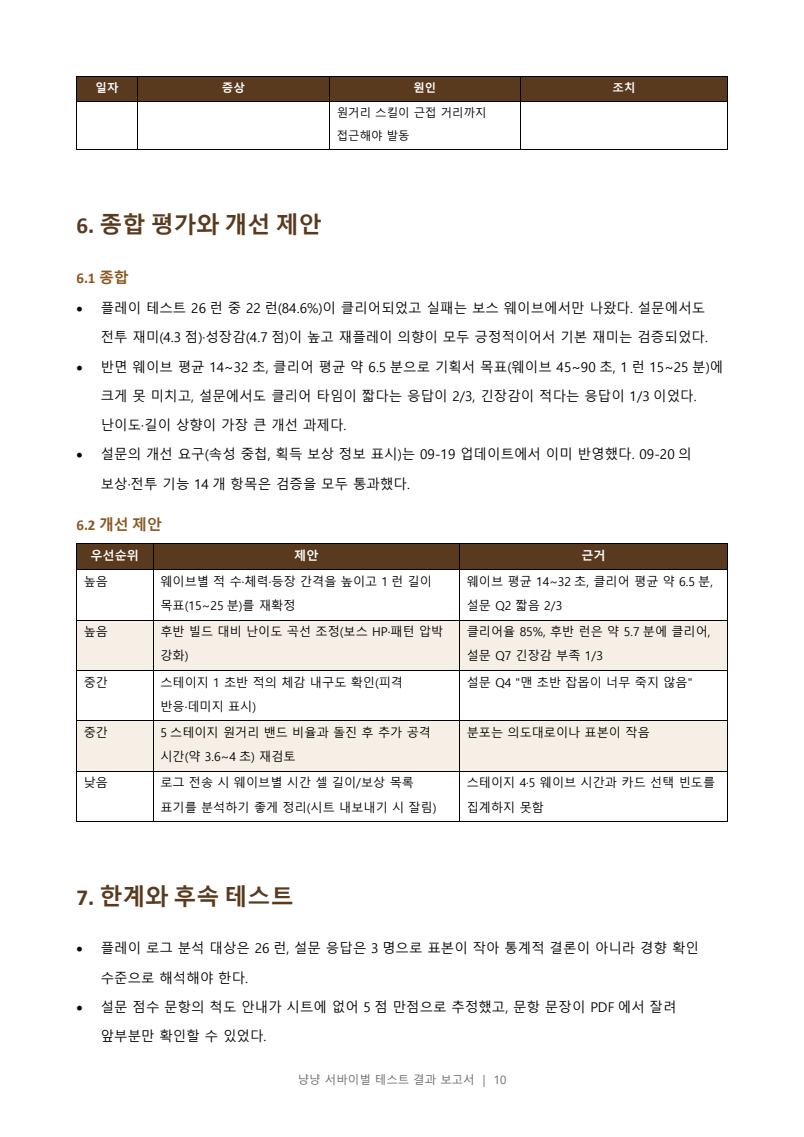 일자 증상 원인 조치
원거리 스킬이 근접 거리까지
접근해야 발동
6. 종합 평가와 개선 제안
6.1 종합
• 플레이 테스트 26 런 중 22 런(84.6%)이 클리어되었고 실패는 보스 웨이브에서만 나왔다. 설문에서도
전투 재미(4.3 점)·성장감(4.7 점)이 높고 재플레이 의향이 모두 긍정적이어서 기본 재미는 검증되었다.
• 반면 웨이브 평균 14~32 초, 클리어 평균 약 6.5 분으로 기획서 목표(웨이브 45~90 초, 1 런 15~25 분)에
크게 못 미치고, 설문에서도 클리어 타임이 짧다는 응답이 2/3, 긴장감이 적다는 응답이 1/3 이었다.
난이도·길이 상향이 가장 큰 개선 과제다.
• 설문의 개선 요구(속성 중첩, 획득 보상 정보 표시)는 09-19 업데이트에서 이미 반영했다. 09-20 의
보상·전투 기능 14 개 항목은 검증을 모두 통과했다.
6.2 개선 제안
우선순위 제안 근거
높음 웨이브별 적 수·체력·등장 간격을 높이고 1 런 길이 웨이브 평균 14~32 초, 클리어 평균 약 6.5 분,
목표(15~25 분)를 재확정 설문 Q2 짧음 2/3
높음 후반 빌드 대비 난이도 곡선 조정(보스 HP·패턴 압박 클리어율 85%, 후반 런은 약 5.7 분에 클리어,
강화) 설문 Q7 긴장감 부족 1/3
중간 스테이지 1 초반 적의 체감 내구도 확인(피격 설문 Q4 "맨 초반 잡몹이 너무 죽지 않음"
반응·데미지 표시)
중간 5 스테이지 원거리 밴드 비율과 돌진 후 추가 공격 분포는 의도대로이나 표본이 작음
시간(약 3.6~4 초) 재검토
낮음 로그 전송 시 웨이브별 시간 셀 길이/보상 목록 스테이지 4·5 웨이브 시간과 카드 선택 빈도를
표기를 분석하기 좋게 정리(시트 내보내기 시 잘림) 집계하지 못함
7. 한계와 후속 테스트
• 플레이 로그 분석 대상은 26 런, 설문 응답은 3 명으로 표본이 작아 통계적 결론이 아니라 경향 확인
수준으로 해석해야 한다.
• 설문 점수 문항의 척도 안내가 시트에 없어 5 점 만점으로 추정했고, 문항 문장이 PDF 에서 잘려
앞부분만 확인할 수 있었다.
냥냥 서바이벌 테스트 결과 보고서 | 10